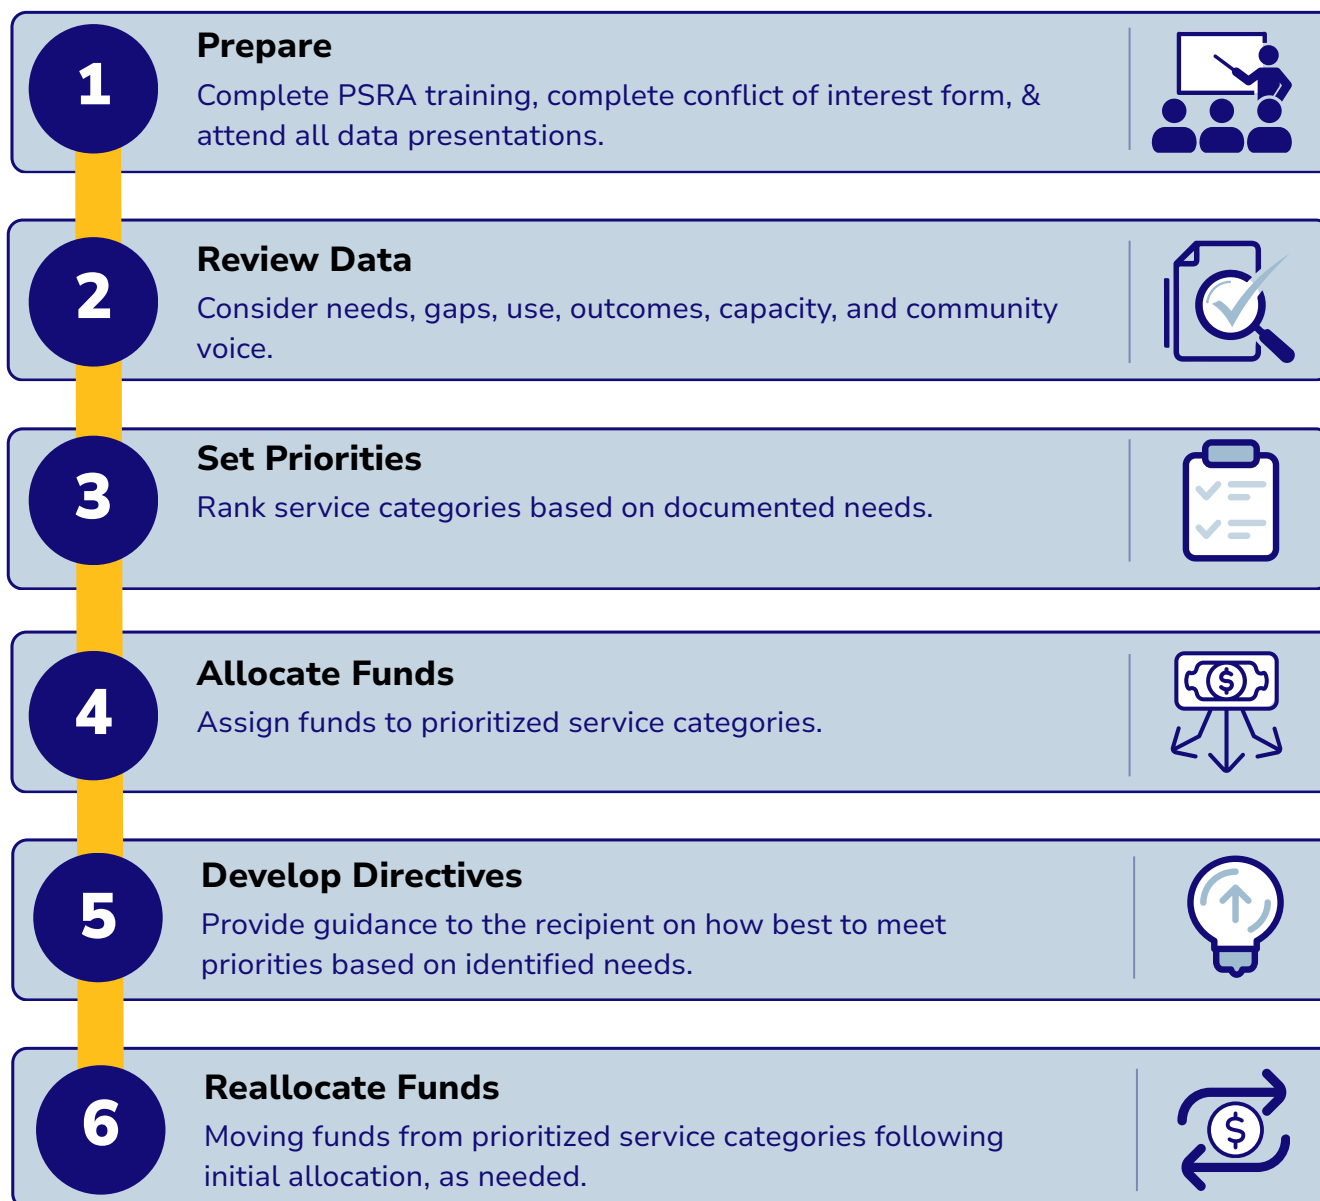 1
Prepare
Complete PSRA training, complete conflict of interest form, &
attend all data presentations.
2
Review Data
Consider needs, gaps, use, outcomes, capacity, and community
voice.
3
Set Priorities
Rank service categories based on documented needs.
4
Allocate Funds
$
Assign funds to prioritized service categories.
5
Develop Directives
Provide guidance to the recipient on how best to meet
priorities based on identified needs.
6
Reallocate Funds
$
Moving funds from prioritized service categories following
initial allocation, as needed.